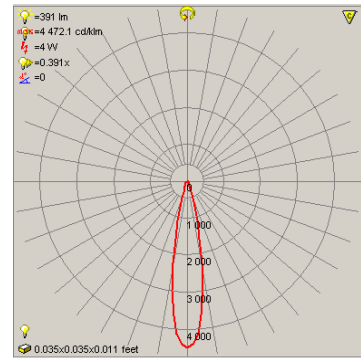 =391 lm
max=4 472.1 cd/klm
=4 W
=0.391x
=0
C
0
1 000
2 000
3 000
4 000
0.035x0.035x0.011 feet